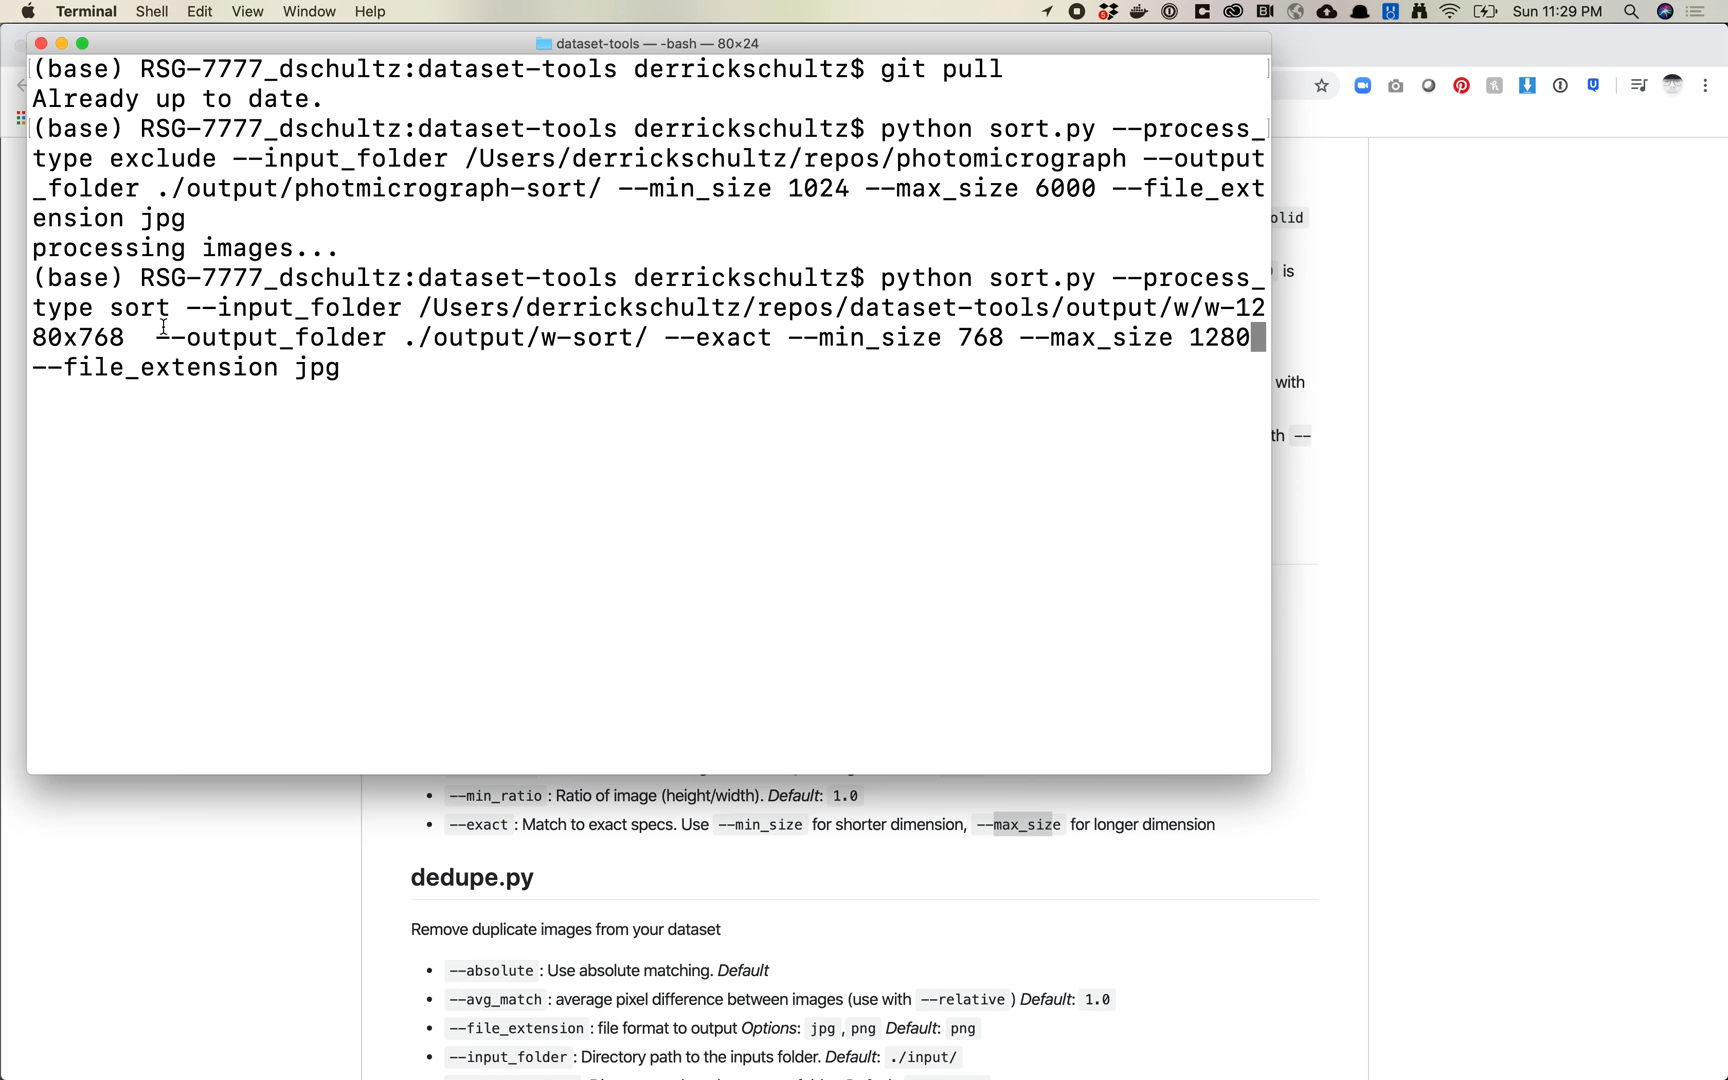 Terminal Shell Edit View Window Help Sun 11:29 PM
dataset-tools — -bash — 80×24
(base) RSG-7777_dschultz:dataset-tools derrickschultz$ git pull
Already up to date.
(base) RSG-7777_dschultz:dataset-tools derrickschultz$ python sort.py --process_
type exclude --input_folder /Users/derrickschultz/repos/photomicrograph --output
_folder ./output/photmicrograph-sort/ --min_size 1024 --max_size 6000 --file_ext
ension jpg
processing images...
(base) RSG-7777_dschultz:dataset-tools derrickschultz$ python sort.py --process_
type sort --input_folder /Users/derrickschultz/repos/dataset-tools/output/w/w-12
80x768  --output_folder ./output/w-sort/ --exact --min_size 768 --max_size 1280
--file_extension jpg
olid
is
with
th --
--min_ratio : Ratio of image (height/width). Default: 1.0
--exact : Match to exact specs. Use --min_size for shorter dimension, --max_size for longer dimension
dedupe.py
Remove duplicate images from your dataset
--absolute : Use absolute matching. Default
--avg_match : average pixel difference between images (use with --relative ) Default: 1.0
--file_extension : file format to output Options: jpg , png Default: png
--input_folder : Directory path to the inputs folder. Default: ./input/